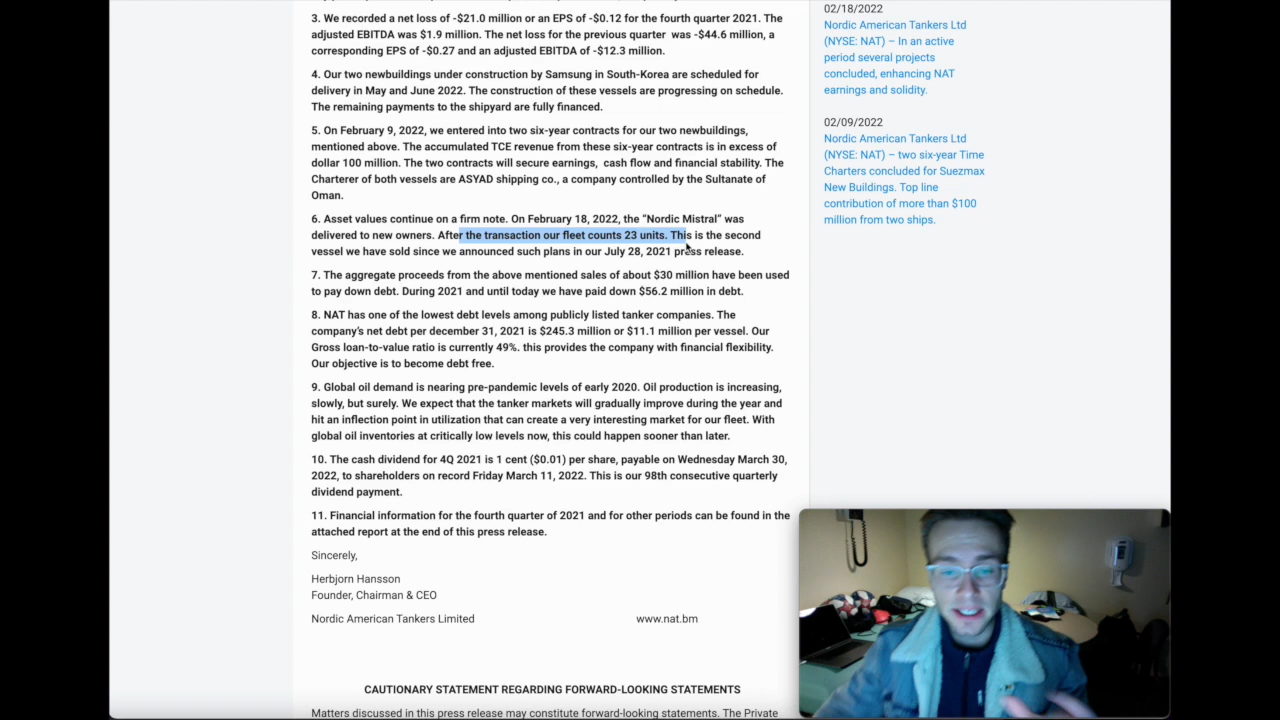 3. We recorded a net loss of -$21.0 million or an EPS of -$0.12 for the fourth quarter 2021. The
adjusted EBITDA was $1.9 million. The net loss for the previous quarter  was -$44.6 million, a
corresponding EPS of -$0.27 and an adjusted EBITDA of -$12.3 million.
4. Our two newbuildings under construction by Samsung in South-Korea are scheduled for
delivery in May and June 2022. The construction of these vessels are progressing on schedule.
The remaining payments to the shipyard are fully financed.
5. On February 9, 2022, we entered into two six-year contracts for our two newbuildings,
mentioned above. The accumulated TCE revenue from these six-year contracts is in excess of
dollar 100 million. The two contracts will secure earnings,  cash flow and financial stability. The
Charterer of both vessels are ASYAD shipping co., a company controlled by the Sultanate of
Oman.
6. Asset values continue on a firm note. On February 18, 2022, the “Nordic Mistral” was
delivered to new owners. After the transaction our fleet counts 23 units. This is the second
vessel we have sold since we announced such plans in our July 28, 2021 press release.
7. The aggregate proceeds from the above mentioned sales of about $30 million have been used
to pay down debt. During 2021 and until today we have paid down $56.2 million in debt.
8. NAT has one of the lowest debt levels among publicly listed tanker companies. The
company’s net debt per december 31, 2021 is $245.3 million or $11.1 million per vessel. Our
Gross loan-to-value ratio is currently 49%. this provides the company with financial flexibility.
Our objective is to become debt free.
9. Global oil demand is nearing pre-pandemic levels of early 2020. Oil production is increasing,
slowly, but surely. We expect that the tanker markets will gradually improve during the year and
hit an inflection point in utilization that can create a very interesting market for our fleet. With
global oil inventories at critically low levels now, this could happen sooner than later.
10. The cash dividend for 4Q 2021 is 1 cent ($0.01) per share, payable on Wednesday March 30,
2022, to shareholders on record Friday March 11, 2022. This is our 98th consecutive quarterly
dividend payment.
11. Financial information for the fourth quarter of 2021 and for other periods can be found in the
attached report at the end of this press release.
Sincerely,
Herbjorn Hansson
Founder, Chairman & CEO
Nordic American Tankers Limited www.nat.bm
CAUTIONARY STATEMENT REGARDING FORWARD-LOOKING STATEMENTS
Matters discussed in this press release may constitute forward-looking statements. The Private
02/18/2022
Nordic American Tankers Ltd
(NYSE: NAT) – In an active
period several projects
concluded, enhancing NAT
earnings and solidity.
02/09/2022
Nordic American Tankers Ltd
(NYSE: NAT) – two six-year Time
Charters concluded for Suezmax
New Buildings. Top line
contribution of more than $100
million from two ships.